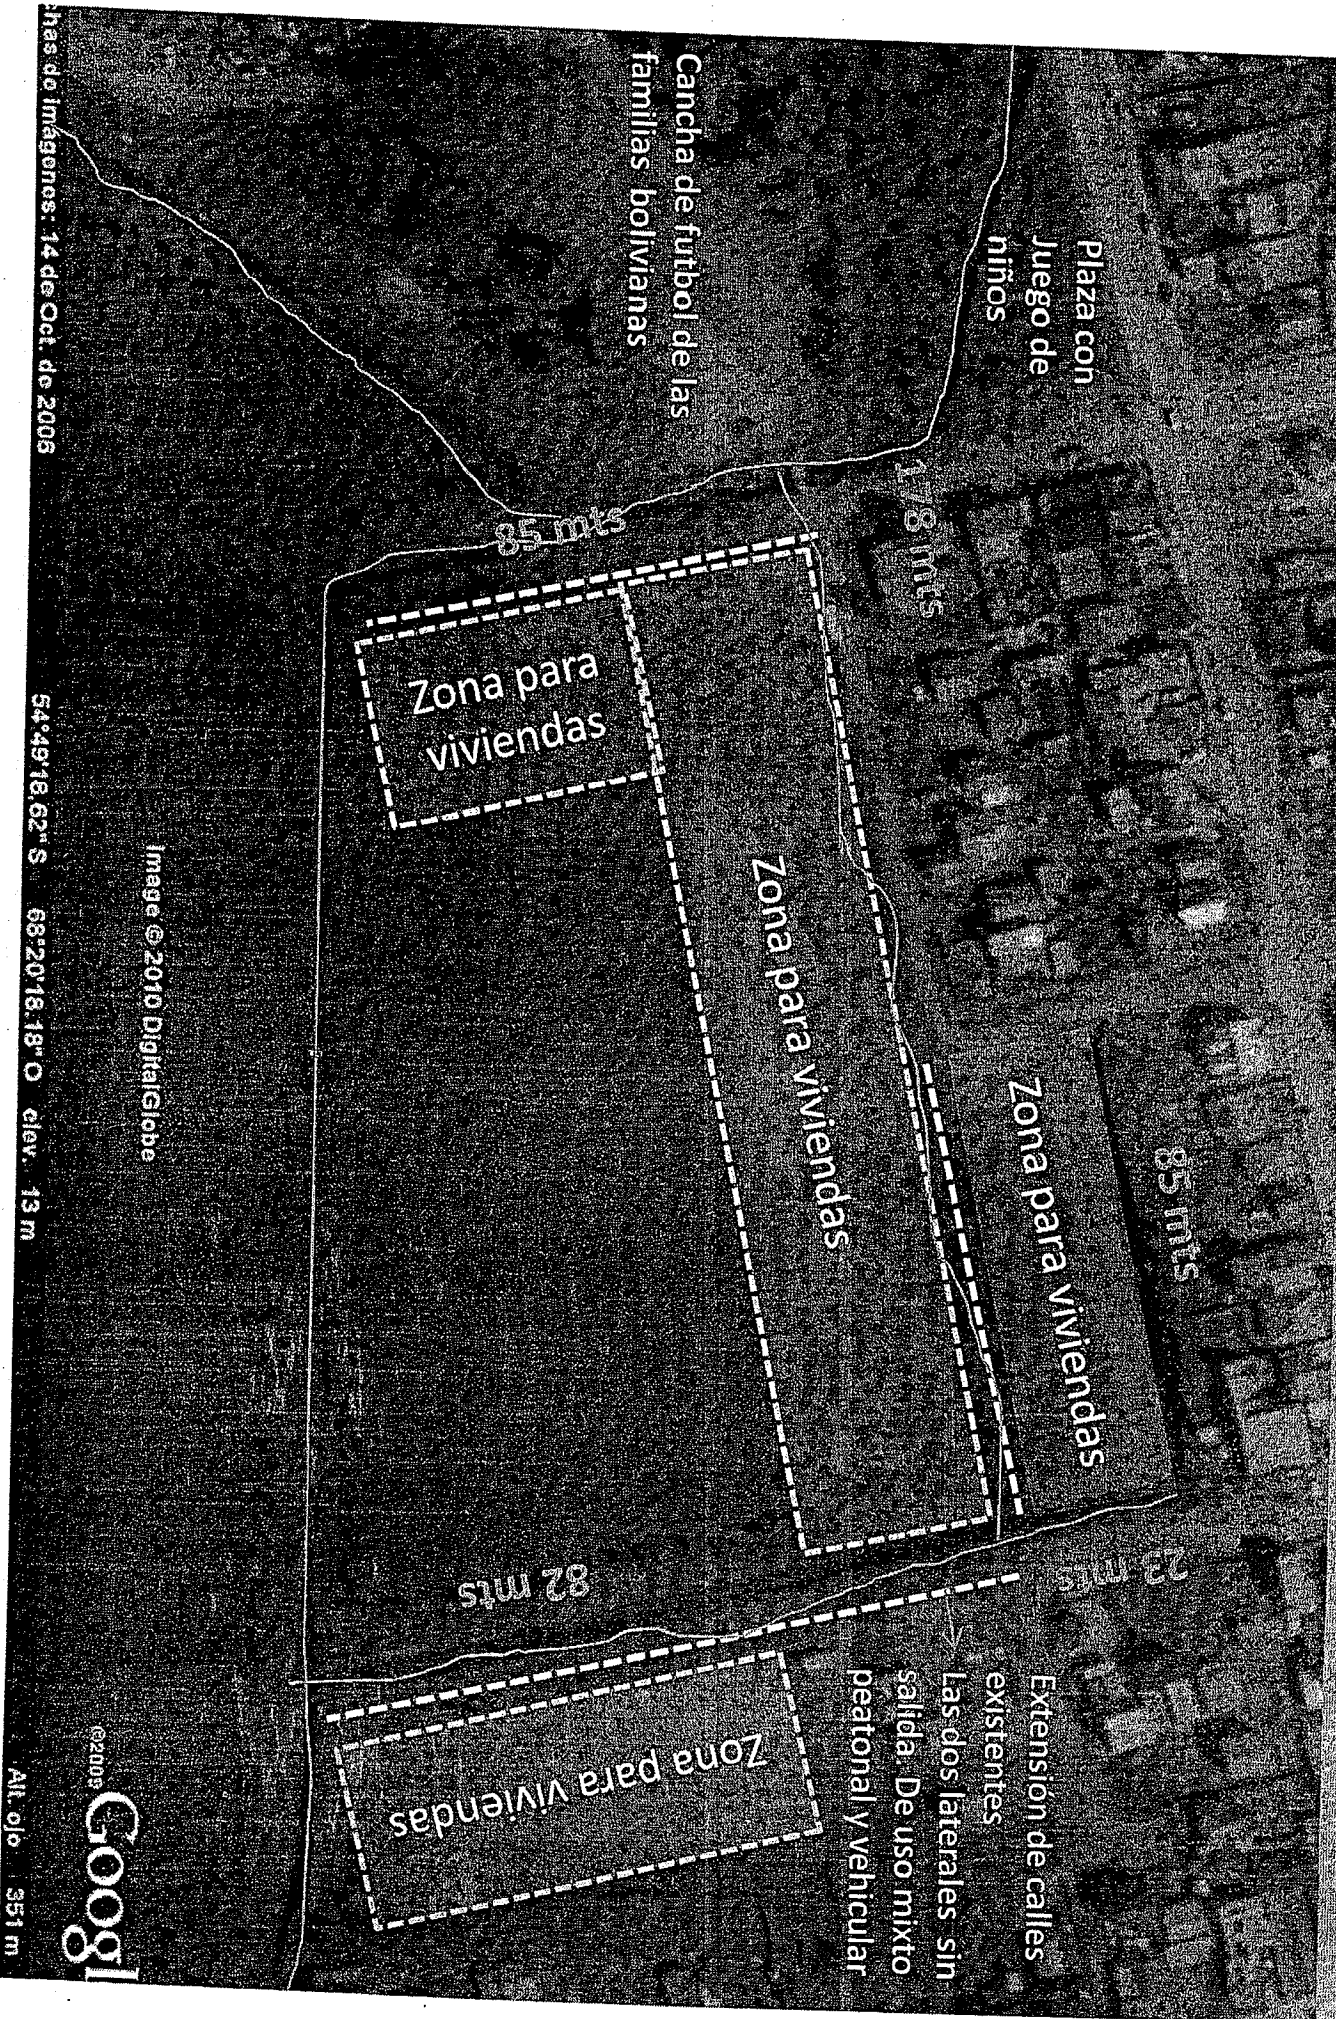 Plaza con
Juego de
niños
Cancha de futbol de las
familias bolivianas
178 mts
85 mts
Zona para
viviendas
Zona para viviendas
Zona para viviendas
85 mts
23 mts
82 mts
Zona para viviendas
Extensión de calles
existentes
Las dos laterales sin
salida. De uso mixto
peatonal y vehicular
Image © 2010 DigitalGlobe
©2009 Googl
chas de imágenes: 14 de Oct. de 2006
54°49'18.62" S 68°20'18.18" O elev. 13 m
Alt. ojo 351 m